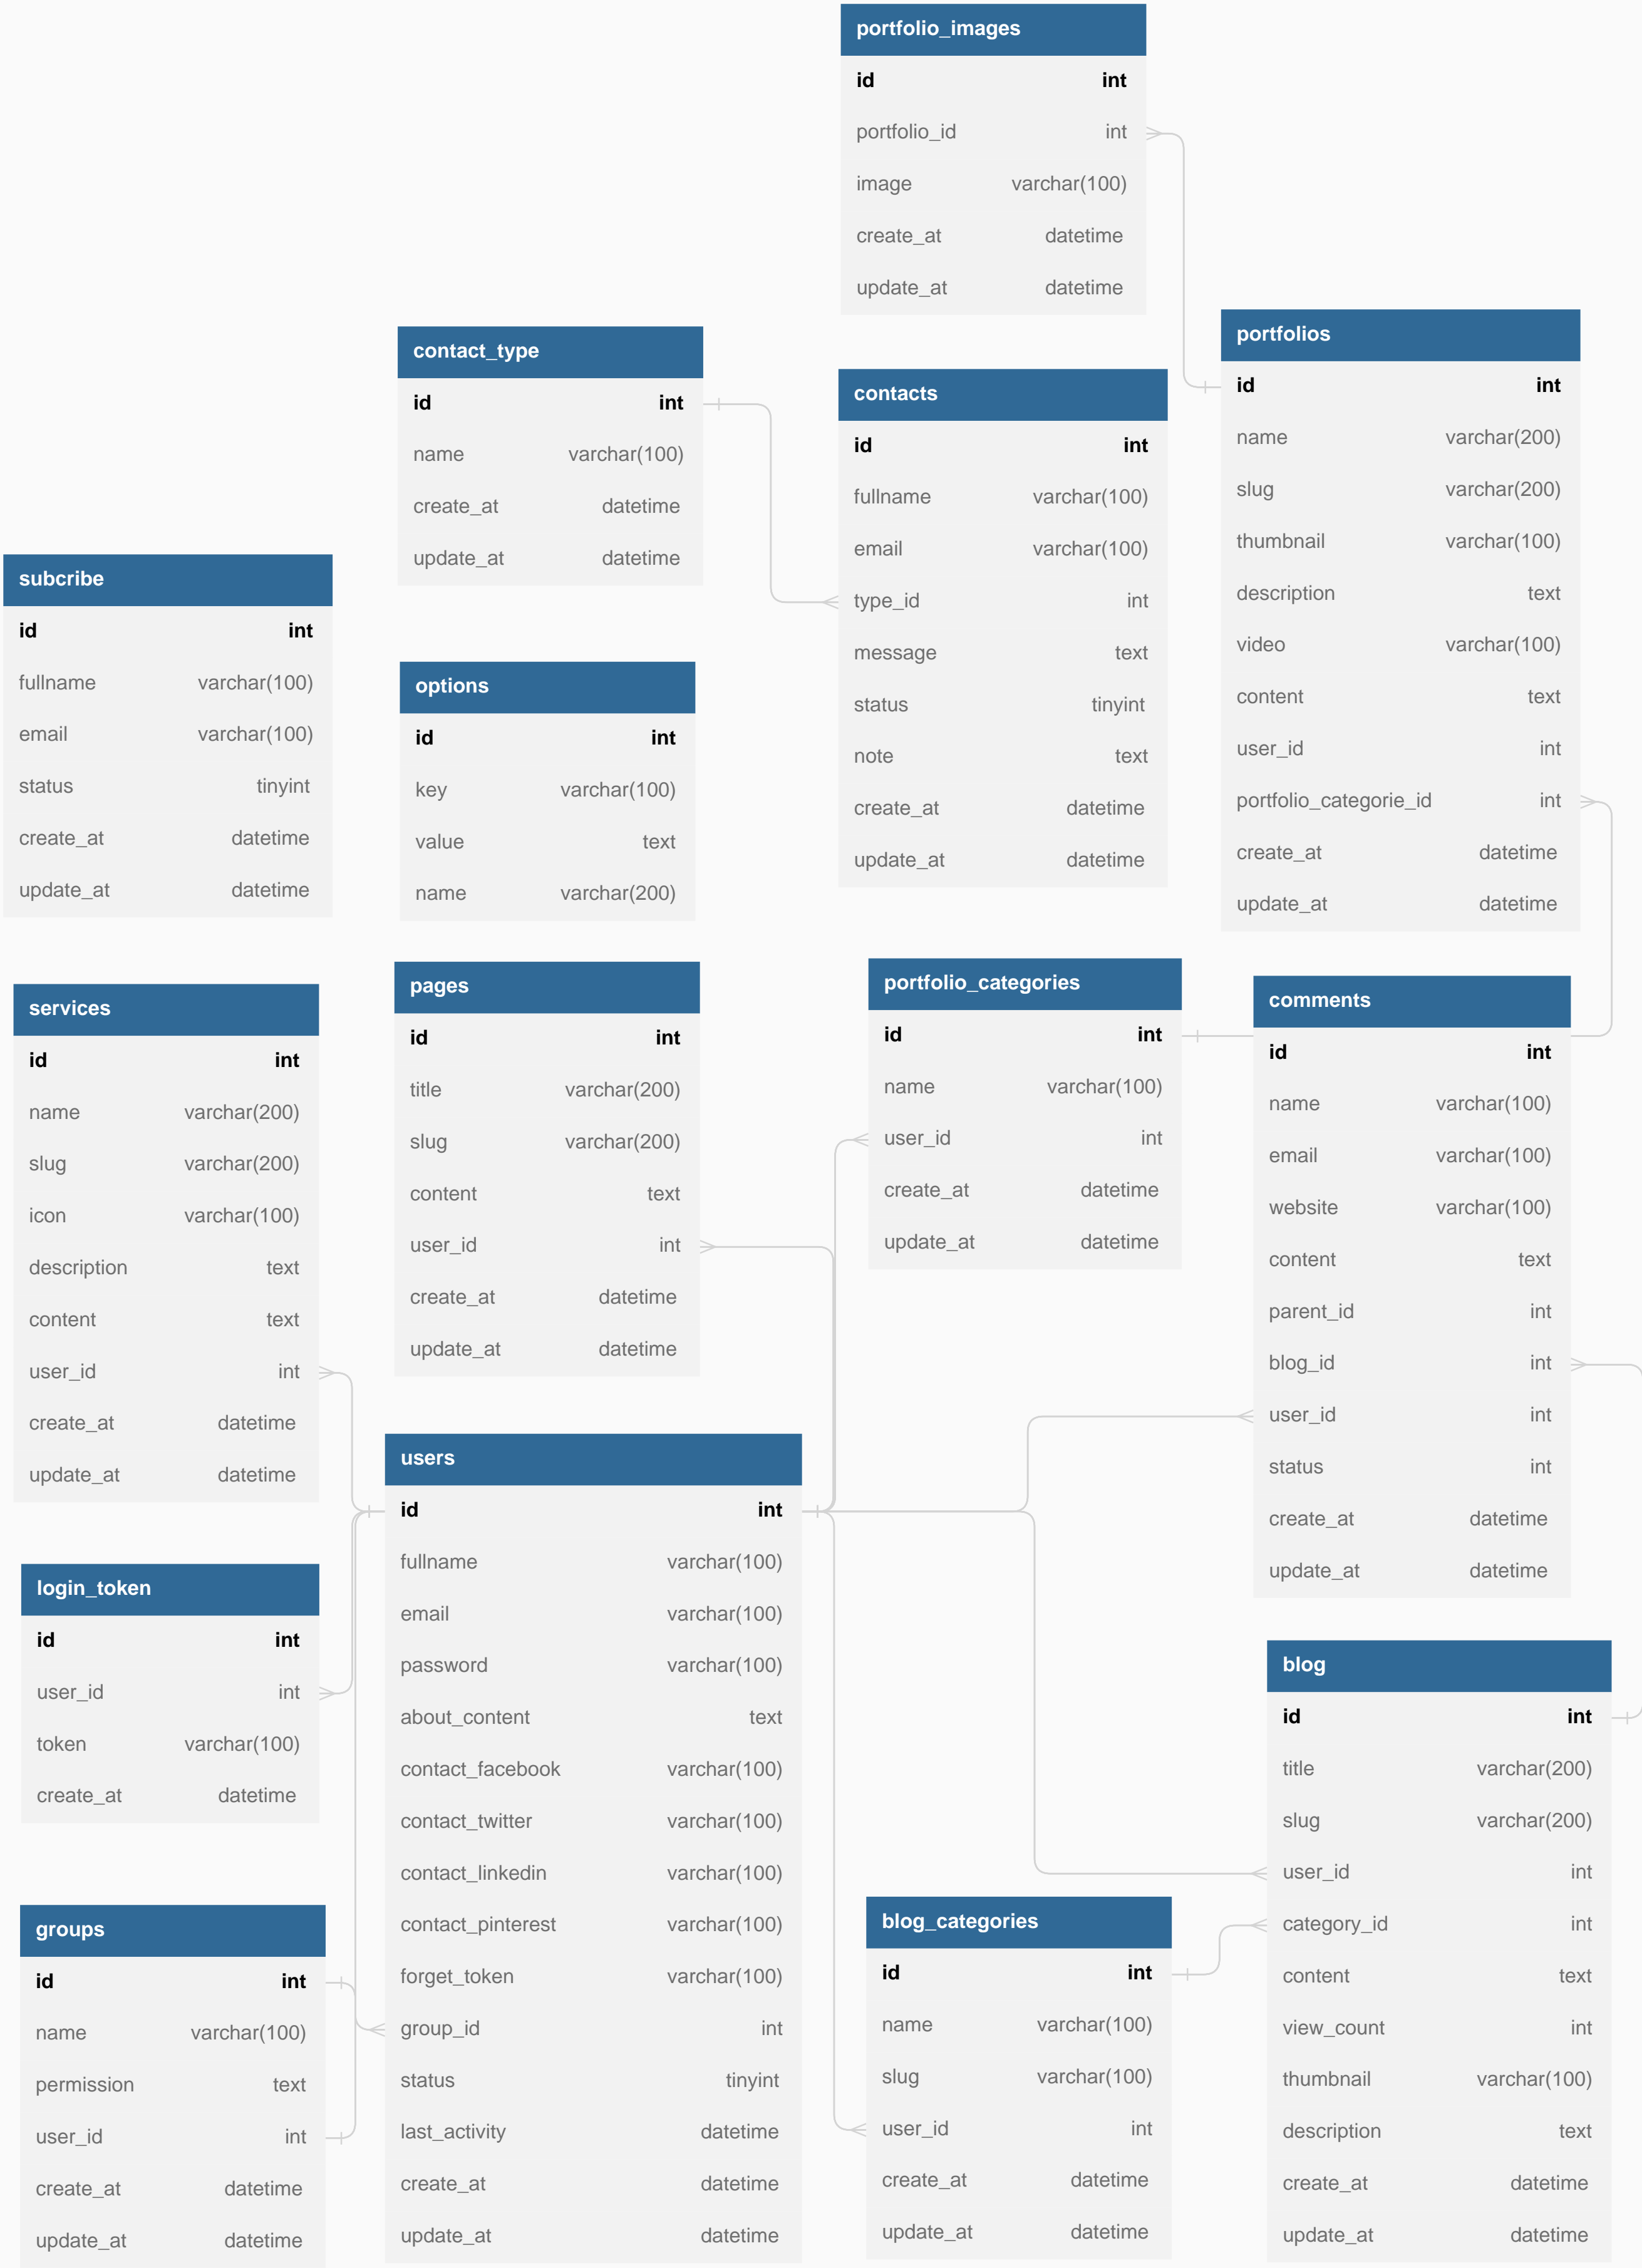 portfolio_images
id int
portfolio_id int
image varchar(100)
create_at datetime
update_at datetime
contact_type
id int
name varchar(100)
create_at datetime
update_at datetime
contacts
id int
fullname varchar(100)
email varchar(100)
type_id int
message text
status tinyint
note text
create_at datetime
update_at datetime
portfolios
id int
name varchar(200)
slug varchar(200)
thumbnail varchar(100)
description text
video varchar(100)
content text
user_id int
portfolio_categorie_id int
create_at datetime
update_at datetime
subcribe
id int
fullname varchar(100)
email varchar(100)
status tinyint
create_at datetime
update_at datetime
options
id int
key varchar(100)
value text
name varchar(200)
services
id int
name varchar(200)
slug varchar(200)
icon varchar(100)
description text
content text
user_id int
create_at datetime
update_at datetime
pages
id int
title varchar(200)
slug varchar(200)
content text
user_id int
create_at datetime
update_at datetime
portfolio_categories
id int
name varchar(100)
user_id int
create_at datetime
update_at datetime
comments
id int
name varchar(100)
email varchar(100)
website varchar(100)
content text
parent_id int
blog_id int
user_id int
status int
create_at datetime
update_at datetime
users
id int
fullname varchar(100)
email varchar(100)
password varchar(100)
about_content text
contact_facebook varchar(100)
contact_twitter varchar(100)
contact_linkedin varchar(100)
contact_pinterest varchar(100)
forget_token varchar(100)
group_id int
status tinyint
last_activity datetime
create_at datetime
update_at datetime
login_token
id int
user_id int
token varchar(100)
create_at datetime
groups
id int
name varchar(100)
permission text
user_id int
create_at datetime
update_at datetime
blog_categories
id int
name varchar(100)
slug varchar(100)
user_id int
create_at datetime
update_at datetime
blog
id int
title varchar(200)
slug varchar(200)
user_id int
category_id int
content text
view_count int
thumbnail varchar(100)
description text
create_at datetime
update_at datetime